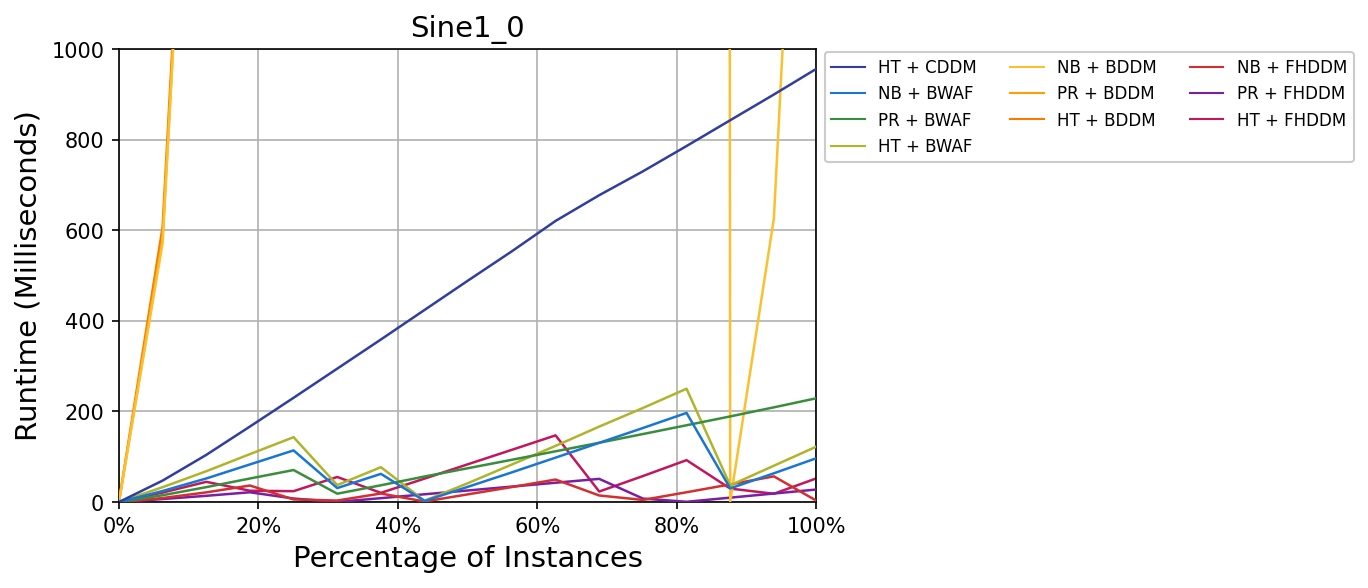 Sine1_0
1000
800
600
400
200
0
Runtime (Milliseconds)
0%
20%
40%
60%
80%
100%
Percentage of Instances
HT + CDDM
NB + BWAF
PR + BWAF
HT + BWAF
NB + BDDM
PR + BDDM
HT + BDDM
NB + FHDDM
PR + FHDDM
HT + FHDDM